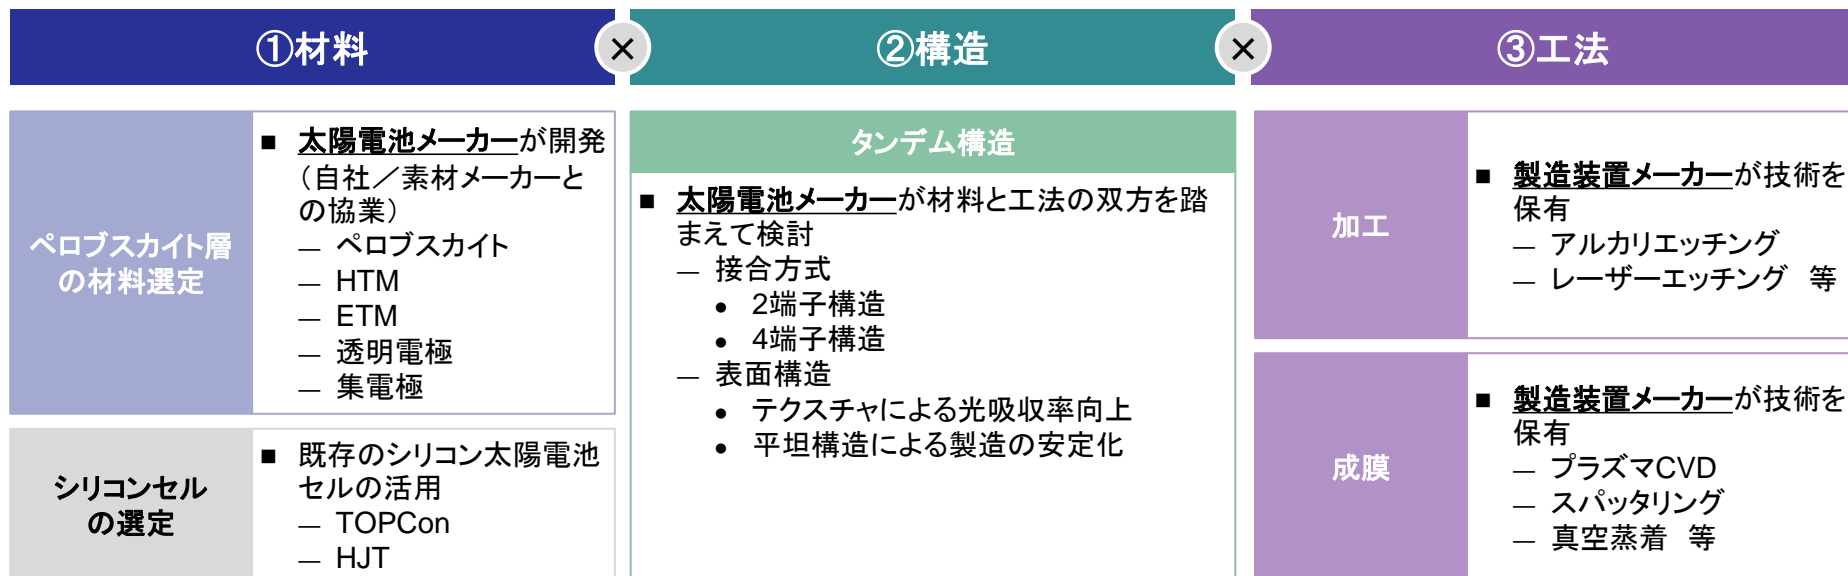 ①材料
×
②構造
×
③工法
ペロブスカイト層
の材料選定
■ 太陽電池メーカーが開発
（自社／素材メーカーと
の協業）
― ペロブスカイト
― HTM
― ETM
― 透明電極
― 集電極
シリコンセル
の選定
■ 既存のシリコン太陽電池
セルの活用
― TOPCon
― HJT
タンデム構造
■ 太陽電池メーカーが材料と工法の双方を踏
まえて検討
― 接合方式
● 2端子構造
● 4端子構造
― 表面構造
● テクスチャによる光吸収率向上
● 平坦構造による製造の安定化
加工
■ 製造装置メーカーが技術を
保有
― アルカリエッチング
― レーザーエッチング 等
成膜
■ 製造装置メーカーが技術を
保有
― プラズマCVD
― スパッタリング
― 真空蒸着 等